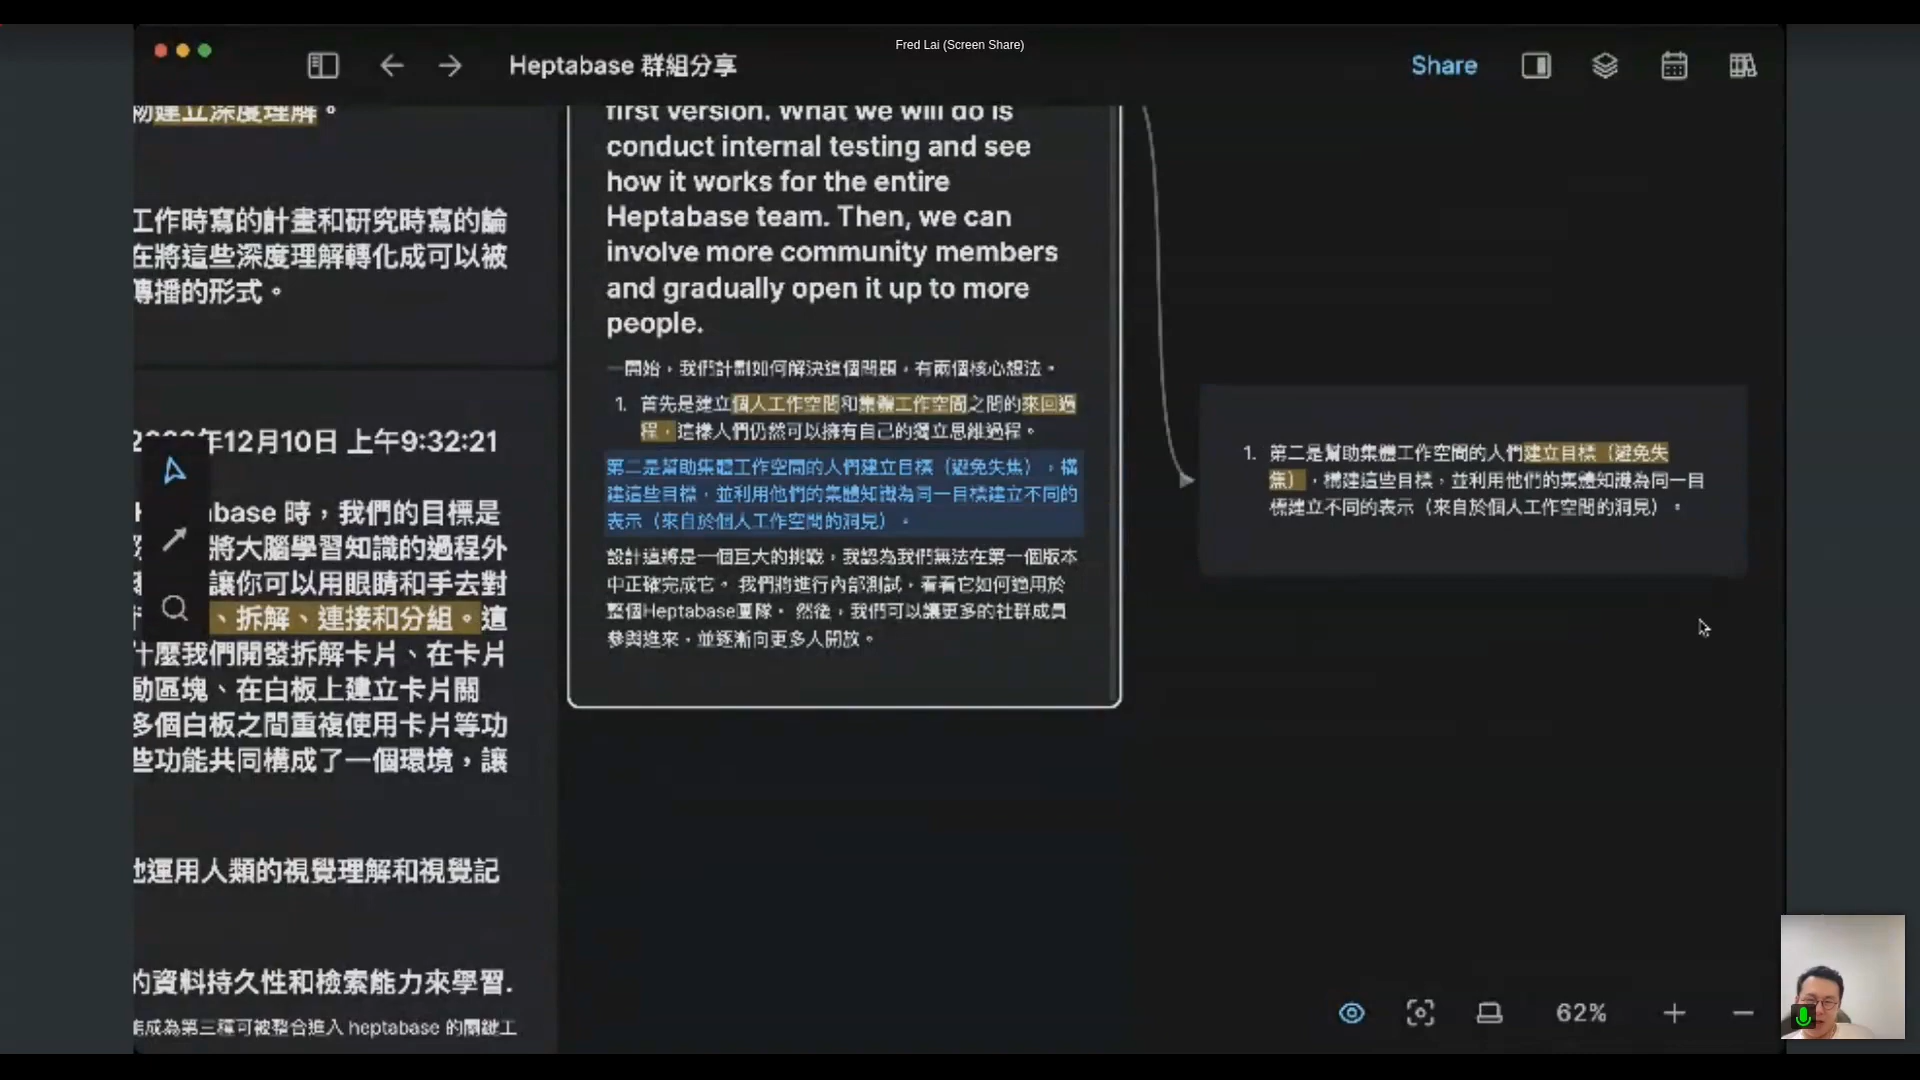 Fred Lai (Screen Share)
Heptabase 群組分享
Share
建立深度理解。
工作時寫的計畫和研究時寫的論
在將這些深度理解轉化成可以被
傳播的形式。
年12月10日 上午9:32:21
base 時，我們的目標是
將大腦學習知識的過程外
讓你可以用眼睛和手去對
、拆解、連接和分組。這
什麼我們開發拆解卡片、在卡片
動區塊、在白板上建立卡片關
多個白板之間重複使用卡片等功
些功能共同構成了一個環境，讓
運用人類的視覺理解和視覺記
的資料持久性和檢索能力來學習.
成為第三種可被整合進入 heptabase 的關鍵工
first version. What we will do is
conduct internal testing and see
how it works for the entire
Heptabase team. Then, we can
involve more community members
and gradually open it up to more
people.
一開始，我們計劃如何解決這個問題，有兩個核心想法。
1. 首先是建立個人工作空間和集體工作空間之間的來回過
程，這樣人們仍然可以擁有自己的獨立思維過程。
第二是幫助集體工作空間的人們建立目標（避免失焦），構
建這些目標，並利用他們的集體知識為同一目標建立不同的
表示（來自於個人工作空間的洞見）。
設計這將是一個巨大的挑戰，我認為我們無法在第一個版本
中正確完成它。 我們將進行內部測試，看看它如何適用於
整個Heptabase團隊。 然後，我們可以讓更多的社群成員
參與進來，並逐漸向更多人開放。
1. 第二是幫助集體工作空間的人們建立目標（避免失
焦），構建這些目標，並利用他們的集體知識為同一目
標建立不同的表示（來自於個人工作空間的洞見）。
62%